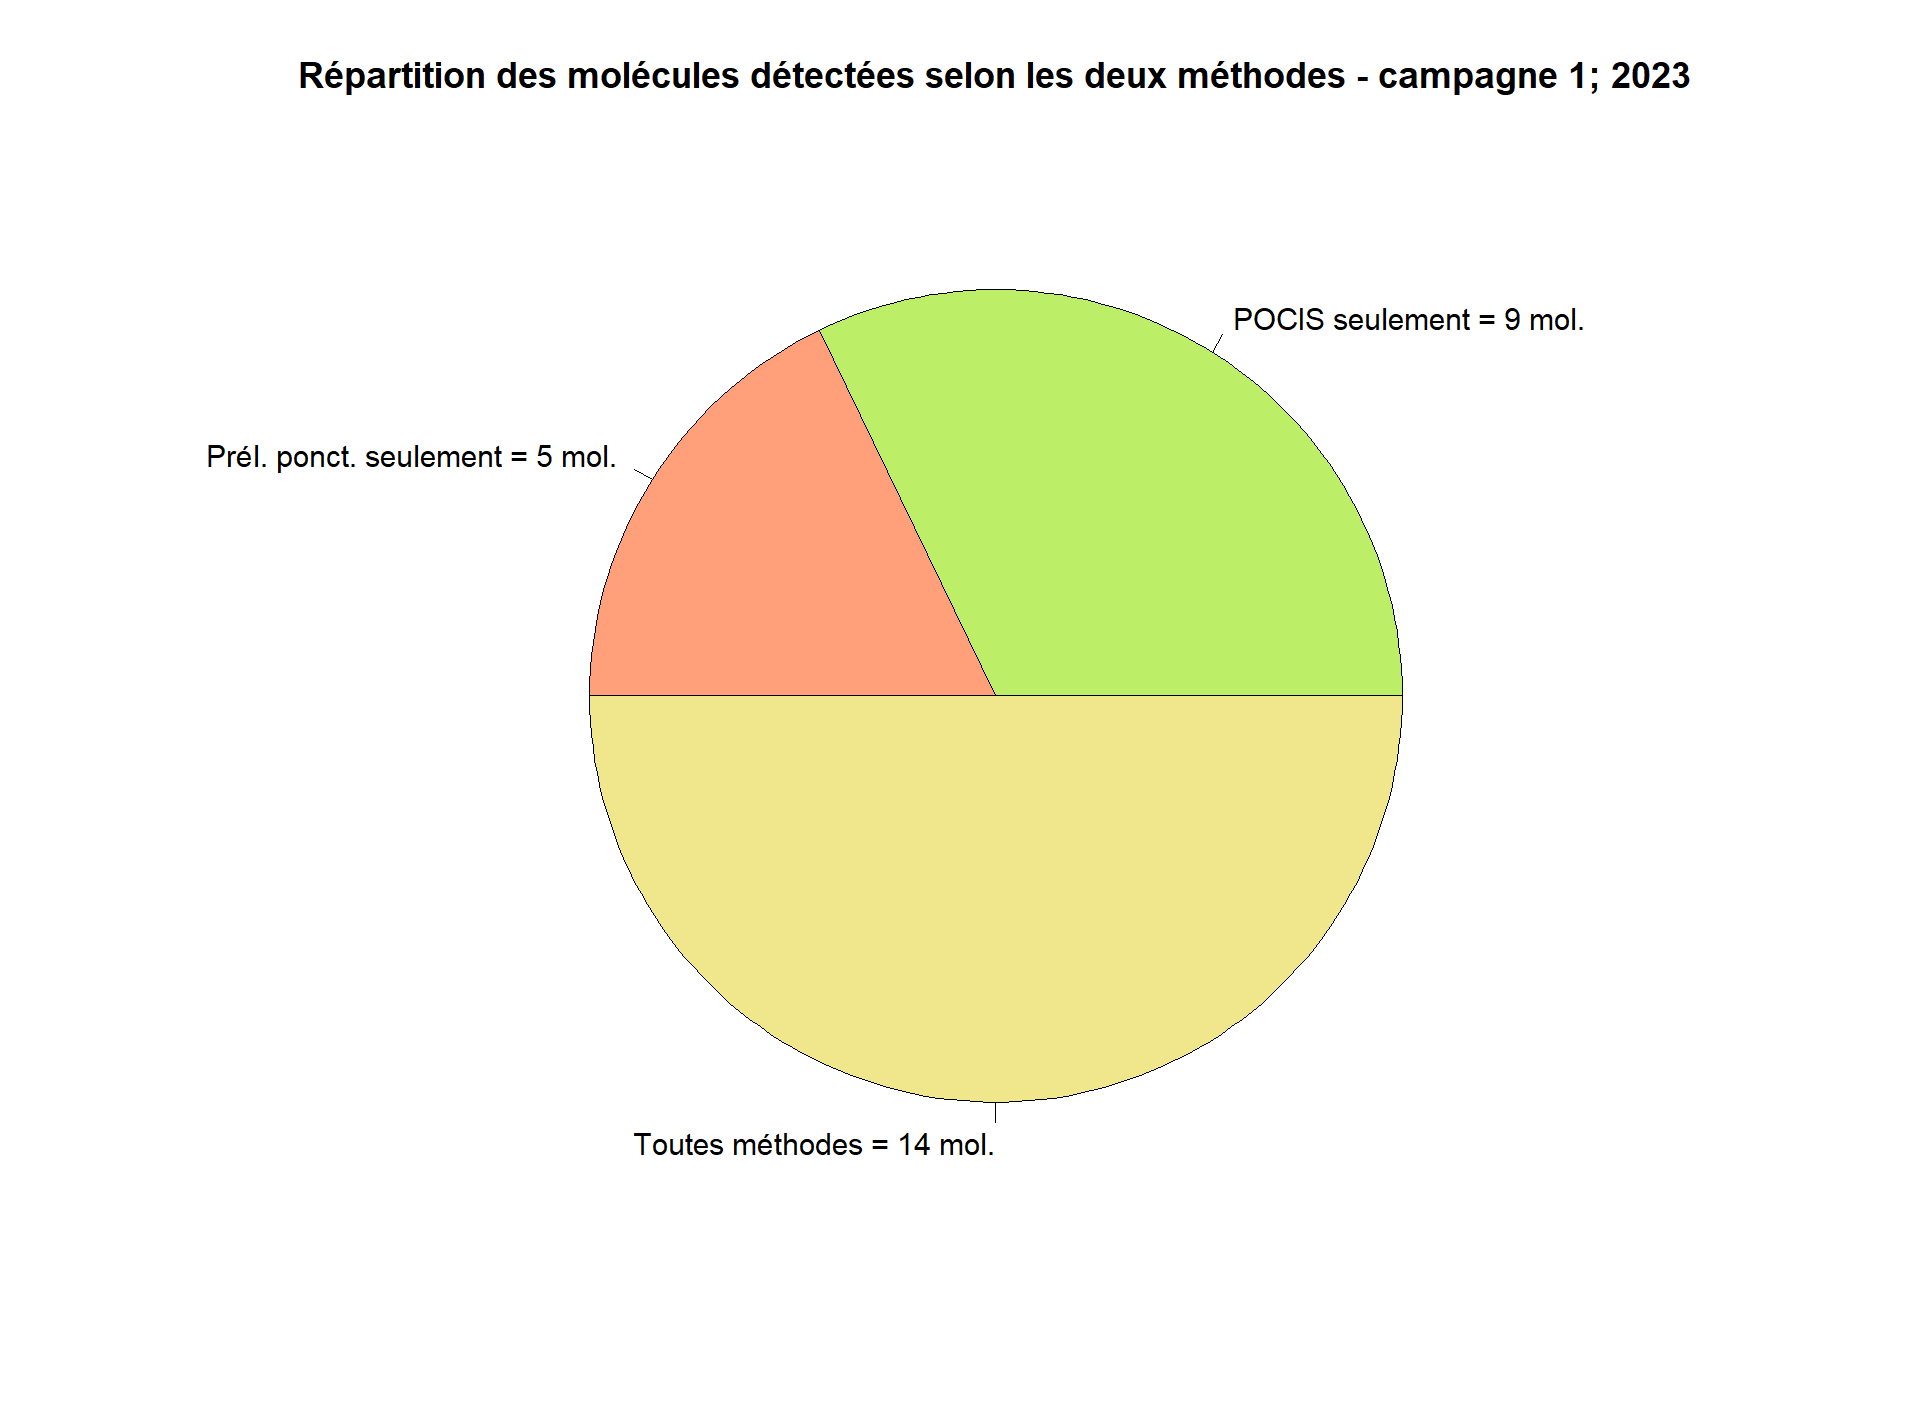 Répartition des molécules détectées selon les deux méthodes - campagne 1; 2023
POCIS seulement = 9 mol.
Prél. ponct. seulement = 5 mol.
Toutes méthodes = 14 mol.